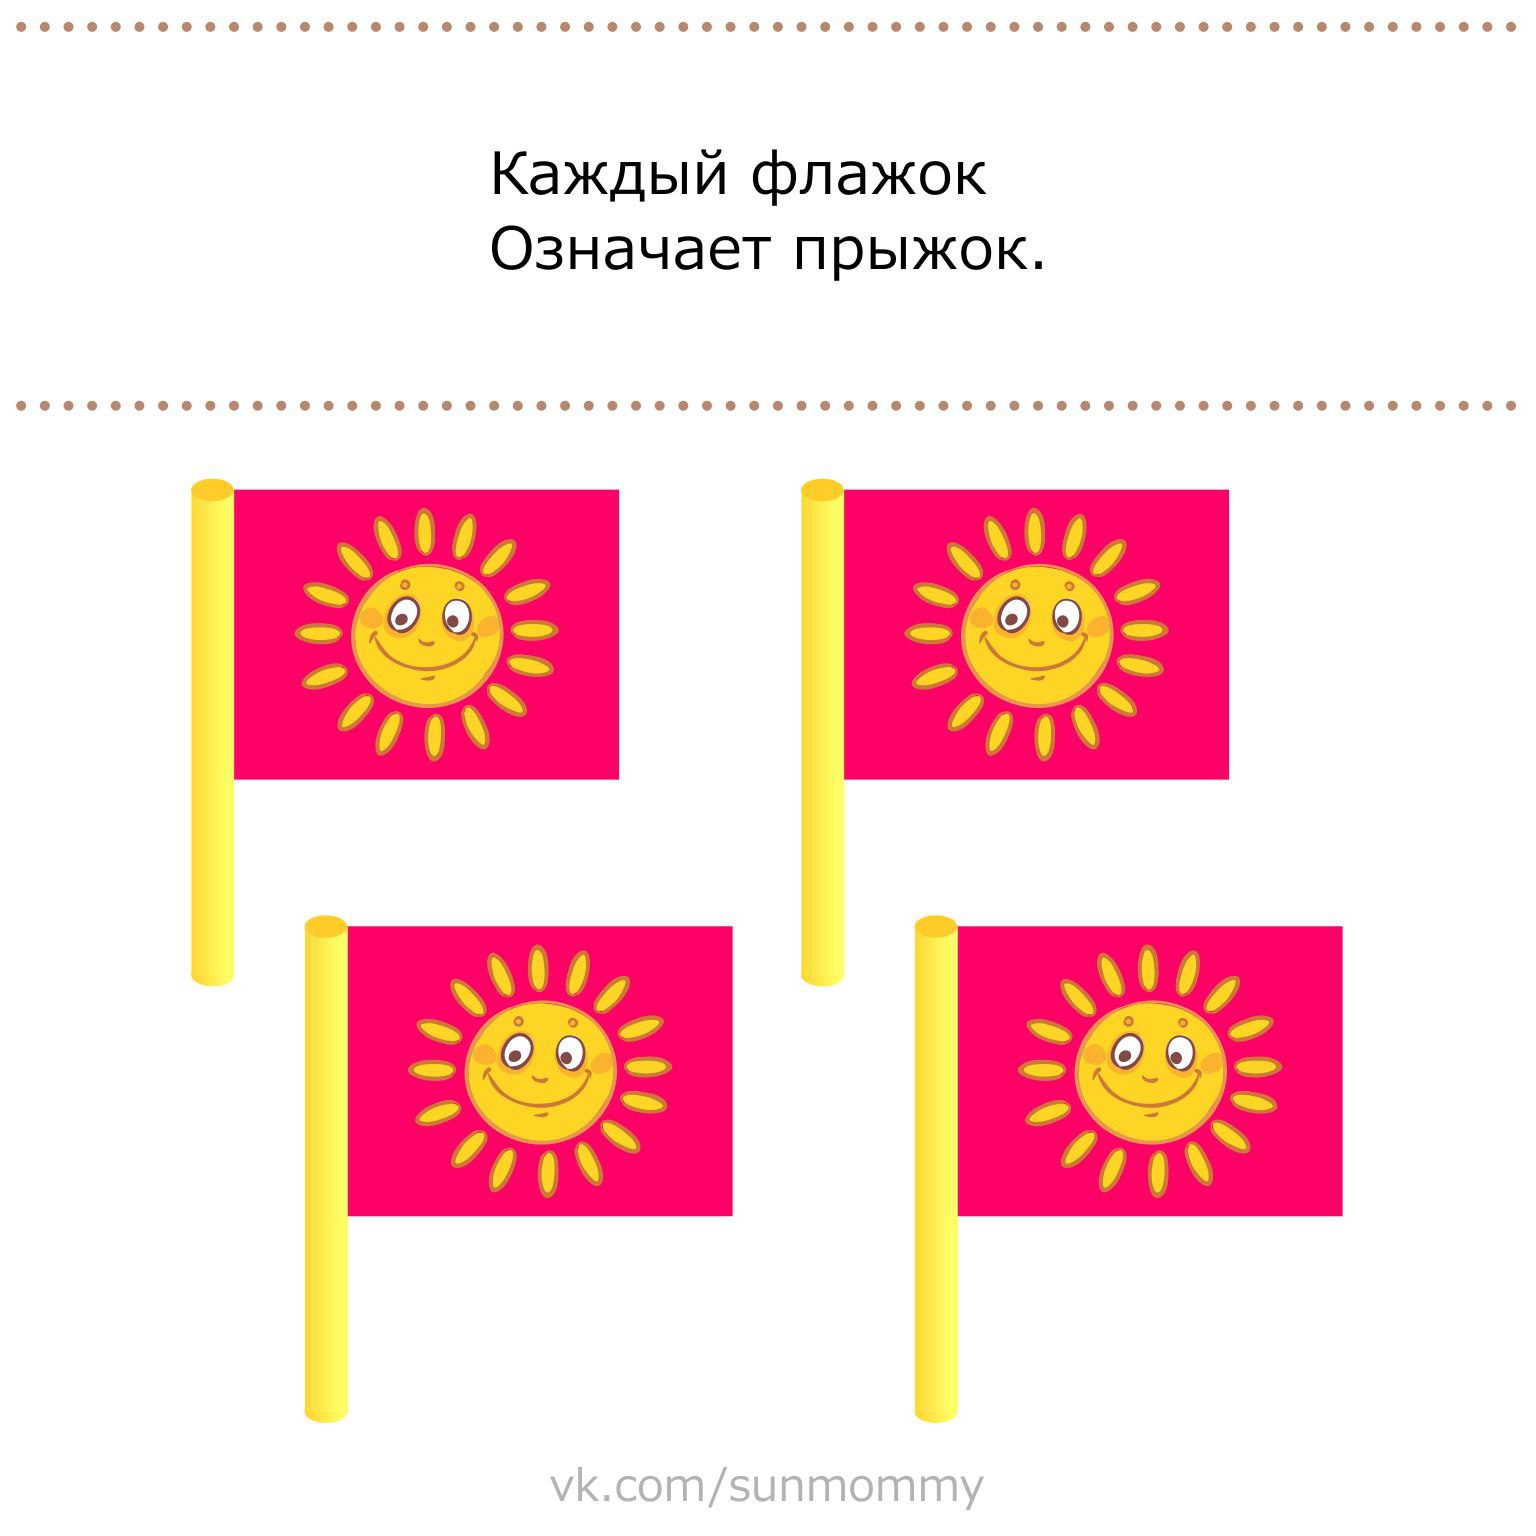 Каждый флажок
Означает прыжок.
vk.com/sunmommy